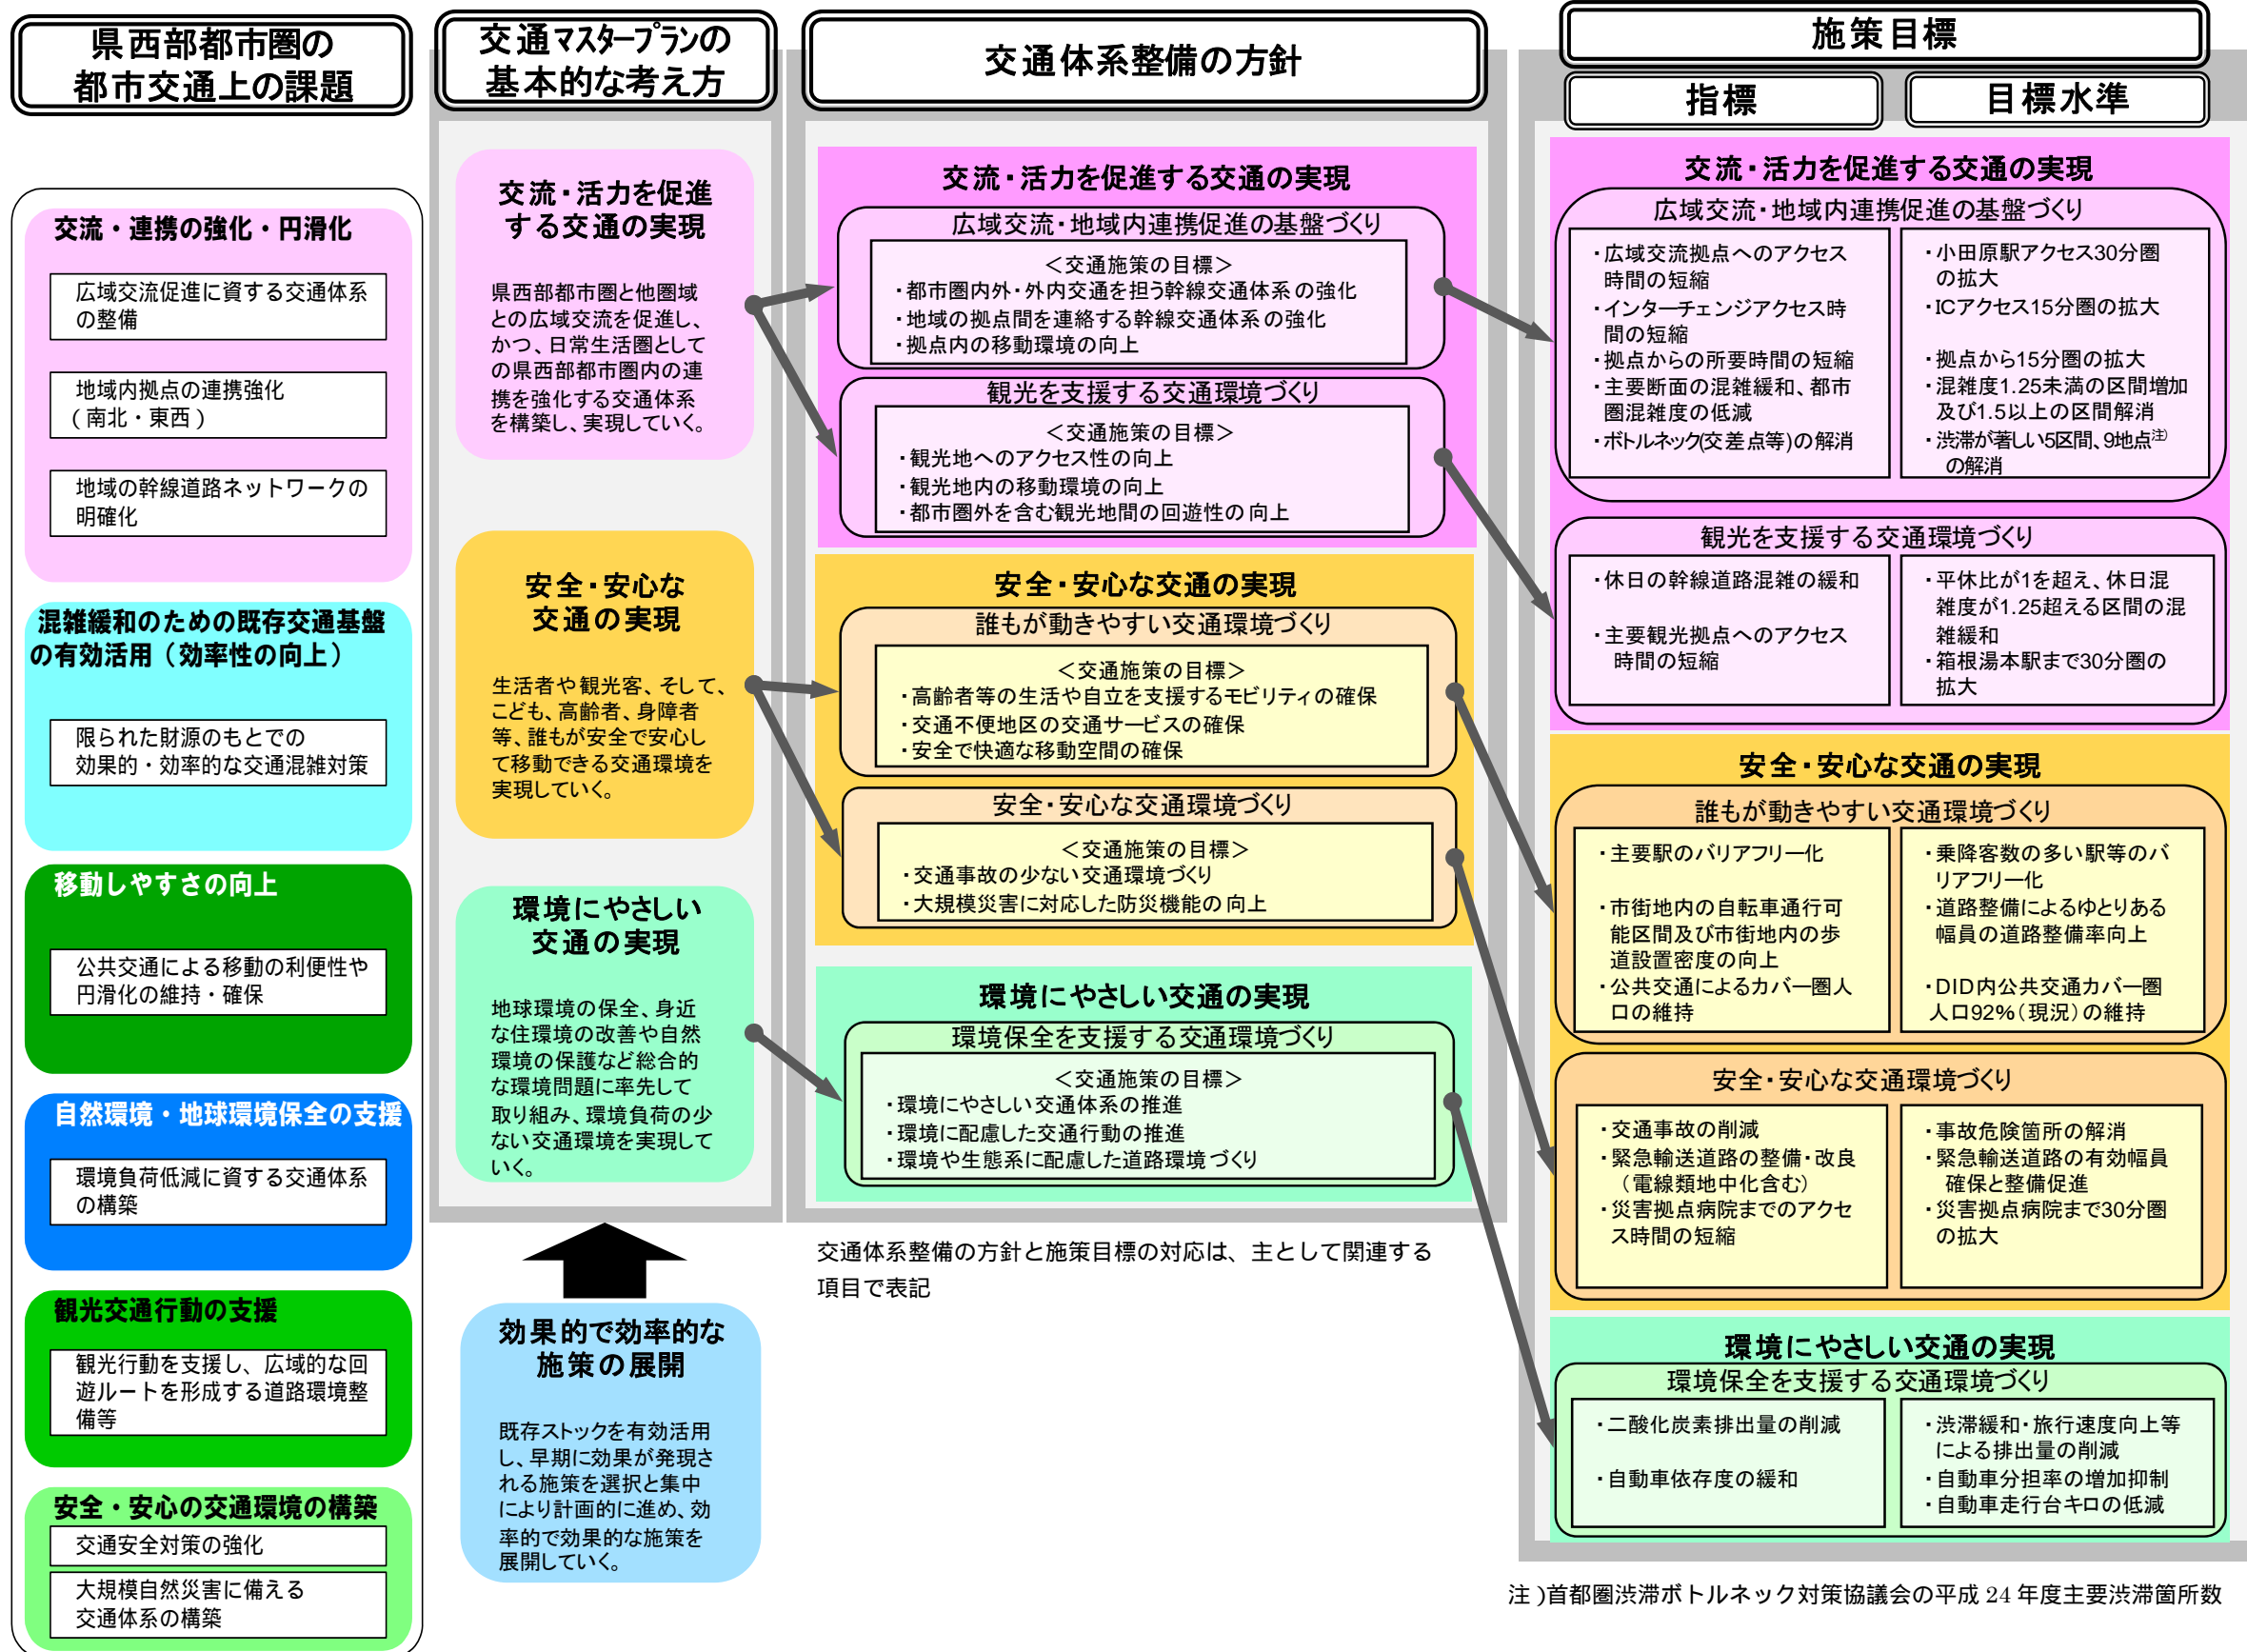 県西部都市圏の
都市交通上の課題
交流・連携の強化・円滑化
広域交流促進に資する交通体系
の整備
地域内拠点の連携強化
(南北・東西)
地域の幹線道路ネットワークの
明確化
混雑緩和のための既存交通基盤
の有効活用(効率性の向上)
限られた財源のもとでの
効果的・効率的な交通混雑対策
移動しやすさの向上
公共交通による移動の利便性や
円滑化の維持・確保
自然環境・地球環境保全の支援
環境負荷低減に資する交通体系
の構築
観光交通行動の支援
観光行動を支援し、広域的な回
遊ルートを形成する道路環境整
備等
安全・安心の交通環境の構築
交通安全対策の強化
大規模自然災害に備える
交通体系の構築
交通マスタープランの
基本的な考え方
交流・活力を促進
する交通の実現
県西部都市圏と他圏域
との広域交流を促進し、
かつ、日常生活圏として
の県西部都市圏内の連
携を強化する交通体系
を構築し、実現していく。
安全・安心な
交通の実現
生活者や観光客、そして、
こども、高齢者、身障者
等、誰もが安全で安心し
て移動できる交通環境を
実現していく。
環境にやさしい
交通の実現
地球環境の保全、身近
な住環境の改善や自然
環境の保護など総合的
な環境問題に率先して
取り組み、環境負荷の少
ない交通環境を実現して
いく。
効果的で効率的な
施策の展開
既存ストックを有効活用
し、早期に効果が発現さ
れる施策を選択と集中
により計画的に進め、効
率的で効果的な施策を
展開していく。
交通体系整備の方針
交流・活力を促進する交通の実現
広域交流・地域内連携促進の基盤づくり
<交通施策の目標>
・都市圏内外・外内交通を担う幹線交通体系の強化
・地域の拠点間を連絡する幹線交通体系の強化
・拠点内の移動環境の向上
観光を支援する交通環境づくり
<交通施策の目標>
・観光地へのアクセス性の向上
・観光地内の移動環境の向上
・都市圏外を含む観光地間の回遊性の向上
安全・安心な交通の実現
誰もが動きやすい交通環境づくり
<交通施策の目標>
・高齢者等の生活や自立を支援するモビリティの確保
・交通不便地区の交通サービスの確保
・安全で快適な移動空間の確保
安全・安心な交通環境づくり
<交通施策の目標>
・交通事故の少ない交通環境づくり
・大規模災害に対応した防災機能の向上
環境にやさしい交通の実現
環境保全を支援する交通環境づくり
<交通施策の目標>
・環境にやさしい交通体系の推進
・環境に配慮した交通行動の推進
・環境や生態系に配慮した道路環境づくり
交通体系整備の方針と施策目標の対応は、主として関連する
項目で表記
施策目標
指標
目標水準
交流・活力を促進する交通の実現
広域交流・地域内連携促進の基盤づくり
・広域交流拠点へのアクセス
時間の短縮
・インターチェンジアクセス時
間の短縮
・拠点からの所要時間の短縮
・主要断面の混雑緩和、都市
圏混雑度の低減
・ボトルネック(交差点等)の解消
・小田原駅アクセス30分圏
の拡大
・ICアクセス15分圏の拡大
・拠点から15分圏の拡大
・混雑度1.25未満の区間増加
及び1.5以上の区間解消
・渋滞が著しい5区間、9地点注)
の解消
観光を支援する交通環境づくり
・休日の幹線道路混雑の緩和
・主要観光拠点へのアクセス
時間の短縮
・平休比が1を超え、休日混
雑度が1.25超える区間の混
雑緩和
・箱根湯本駅まで30分圏の
拡大
安全・安心な交通の実現
誰もが動きやすい交通環境づくり
・主要駅のバリアフリー化
・市街地内の自転車通行可
能区間及び市街地内の歩
道設置密度の向上
・公共交通によるカバー圏人
口の維持
・乗降客数の多い駅等のバ
リアフリー化
・道路整備によるゆとりある
幅員の道路整備率向上
・DID内公共交通カバー圏
人口92%(現況)の維持
安全・安心な交通環境づくり
・交通事故の削減
・緊急輸送道路の整備・改良
(電線類地中化含む)
・災害拠点病院までのアクセ
ス時間の短縮
・事故危険箇所の解消
・緊急輸送道路の有効幅員
確保と整備促進
・災害拠点病院まで30分圏
の拡大
環境にやさしい交通の実現
環境保全を支援する交通環境づくり
・二酸化炭素排出量の削減
・自動車依存度の緩和
・渋滞緩和・旅行速度向上等
による排出量の削減
・自動車分担率の増加抑制
・自動車走行台キロの低減
注)首都圏渋滞ボトルネック対策協議会の平成 24 年度主要渋滞箇所数